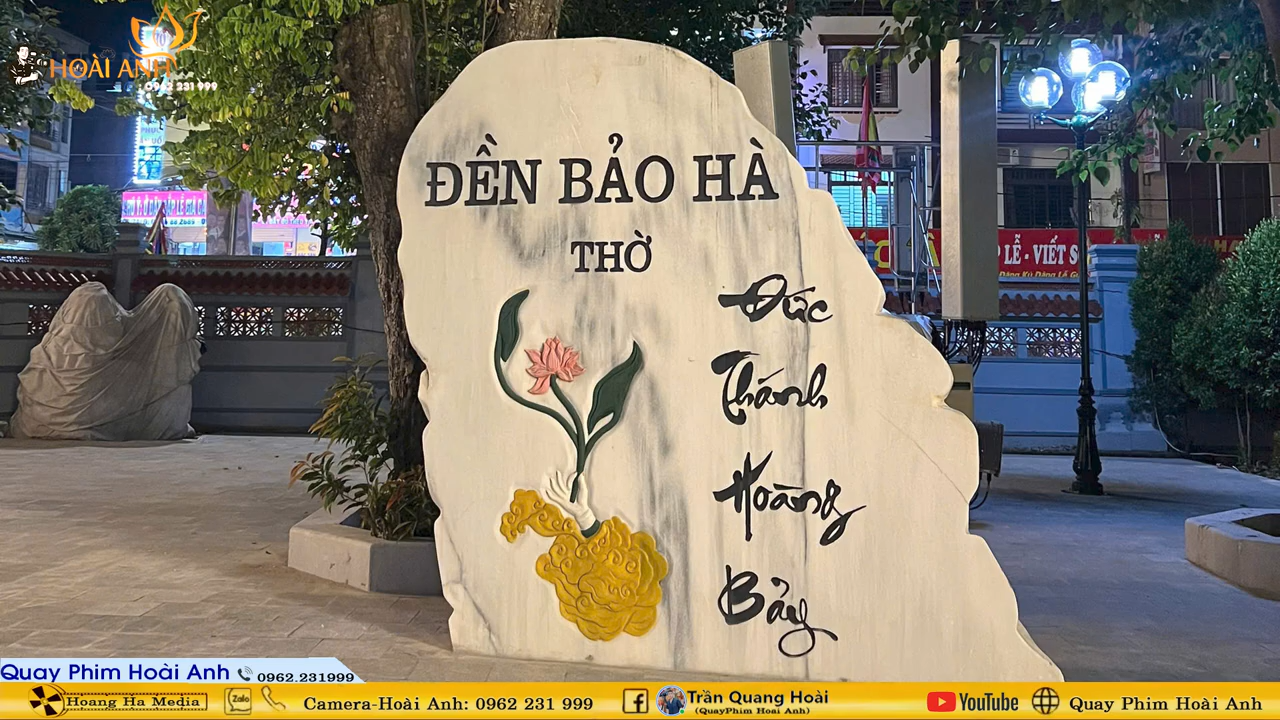 HOÀI ANH
0962 231 999
ĐỀN BẢO HÀ
THỜ
Đức
Thánh
Hoàng
Bảy
LỄ - VIẾT S
Quay Phim Hoài Anh 0962.231999
Hoang Ha Media
Zalo
Camera-Hoài Anh: 0962 231 999
Trần Quang Hoài
(QuayPhim Hoai Anh)
YouTube
Quay Phim Hoài Anh